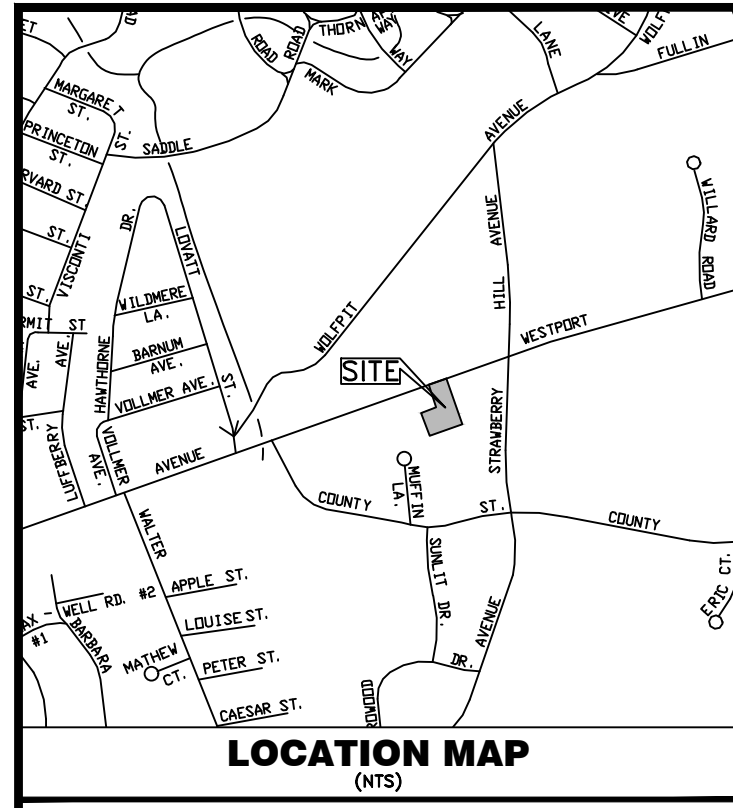 THORN
WAY
ROAD
ROAD
WAY
MARK
LANE
FULLIN
MARGARET
ST.
PRINCETON
ST.
ST.
SADDLE
AVENUE
ST.
ST.
VISCONTI
DR.
LOVATT
HILL AVENUE
WILLARD ROAD
WILDMERE
LA.
ST.
ST
AVE.
AVE.
HAWTHORNE
BARNUM
AVE.
WOLFPIT
WESTPORT
SITE
VOLLMER AVE.
ST.
ST.
LUFFBERRY
VOLLMER
AVE.
AVENUE
STRAWBERRY
MUFFIN
LA.
COUNTY
ST.
COUNTY
WALTER
SUNLIT
DR.
AVENUE
ERIC CT.
WELL RD. #2
#1
BARBARA
APPLE ST.
LOUISE ST.
MATHEW
CT.
PETER ST.
DR.
CAESAR ST.
LOCATION MAP
(NTS)